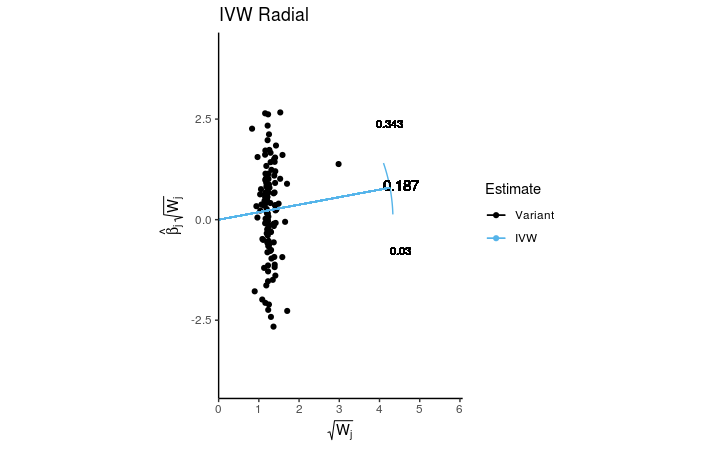 IVW Radial
2.5
0.0
-2.5
β̂j√Wj
0.343
0.187
0.03
0 1 2 3 4 5 6
√Wj
Estimate
Variant
IVW